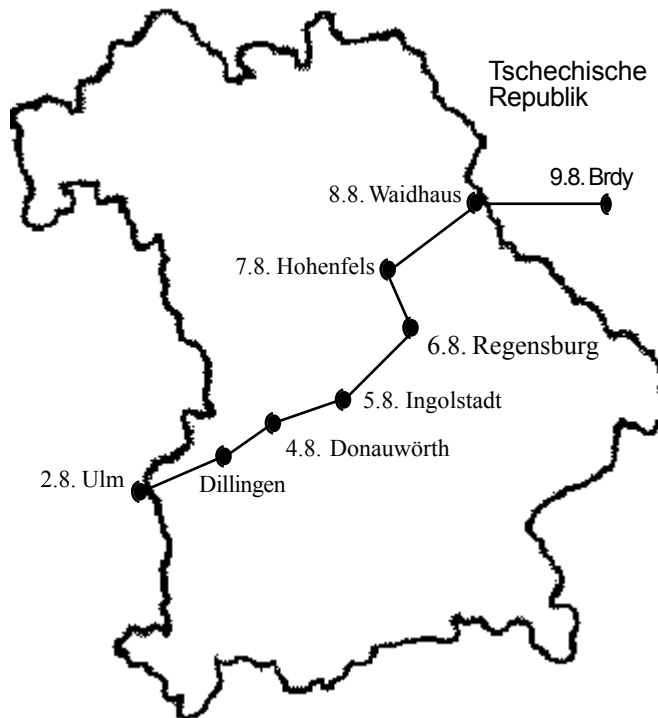 Tschechische
Republik
9.8. Brdy
8.8. Waidhaus
7.8. Hohenfels
6.8. Regensburg
5.8. Ingolstadt
4.8. Donauwörth
2.8. Ulm
Dillingen